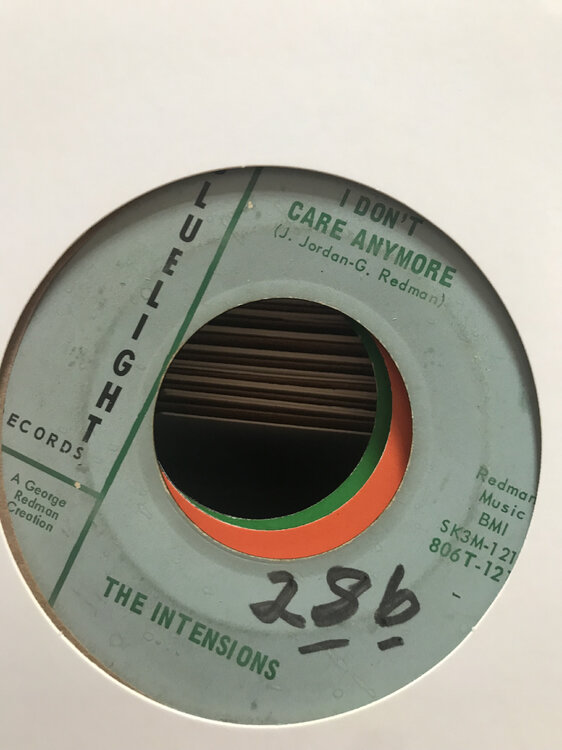 LUELIGHT
ECORDS
A George
Redman
Creation
I DON'T
CARE ANYMORE
(J. Jordan-G. Redman)
Redman
Music
BMI
SK3M-121
806T-12
THE INTENSIONS
286